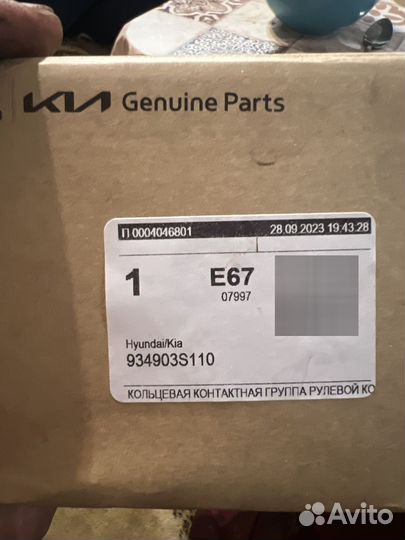 KIA Genuine Parts
П 0004046801 28.09.2023 19.43.28
1 E67
07997
Hyundai/Kia
934903S110
КОЛЬЦЕВАЯ КОНТАКТНАЯ ГРУППА РУЛЕВОЙ КО
Avito